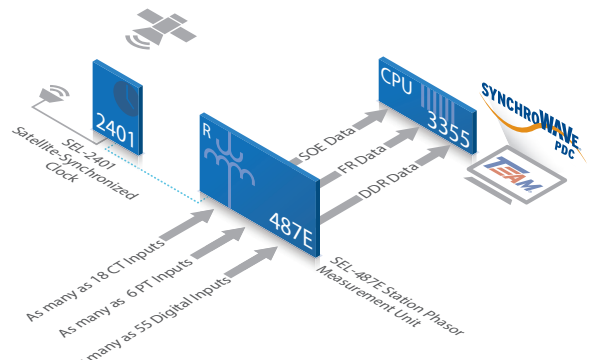 2401
SEL-2401
Satellite-Synchronized
Clock
R
487E
CPU
3355
SYNCHROWAVE
PDC
TEAM
SOE Data
FR Data
DDR Data
As many as 18 CT Inputs
As many as 6 PT Inputs
many as 55 Digital Inputs
SEL-487E Station Phasor
Measurement Unit